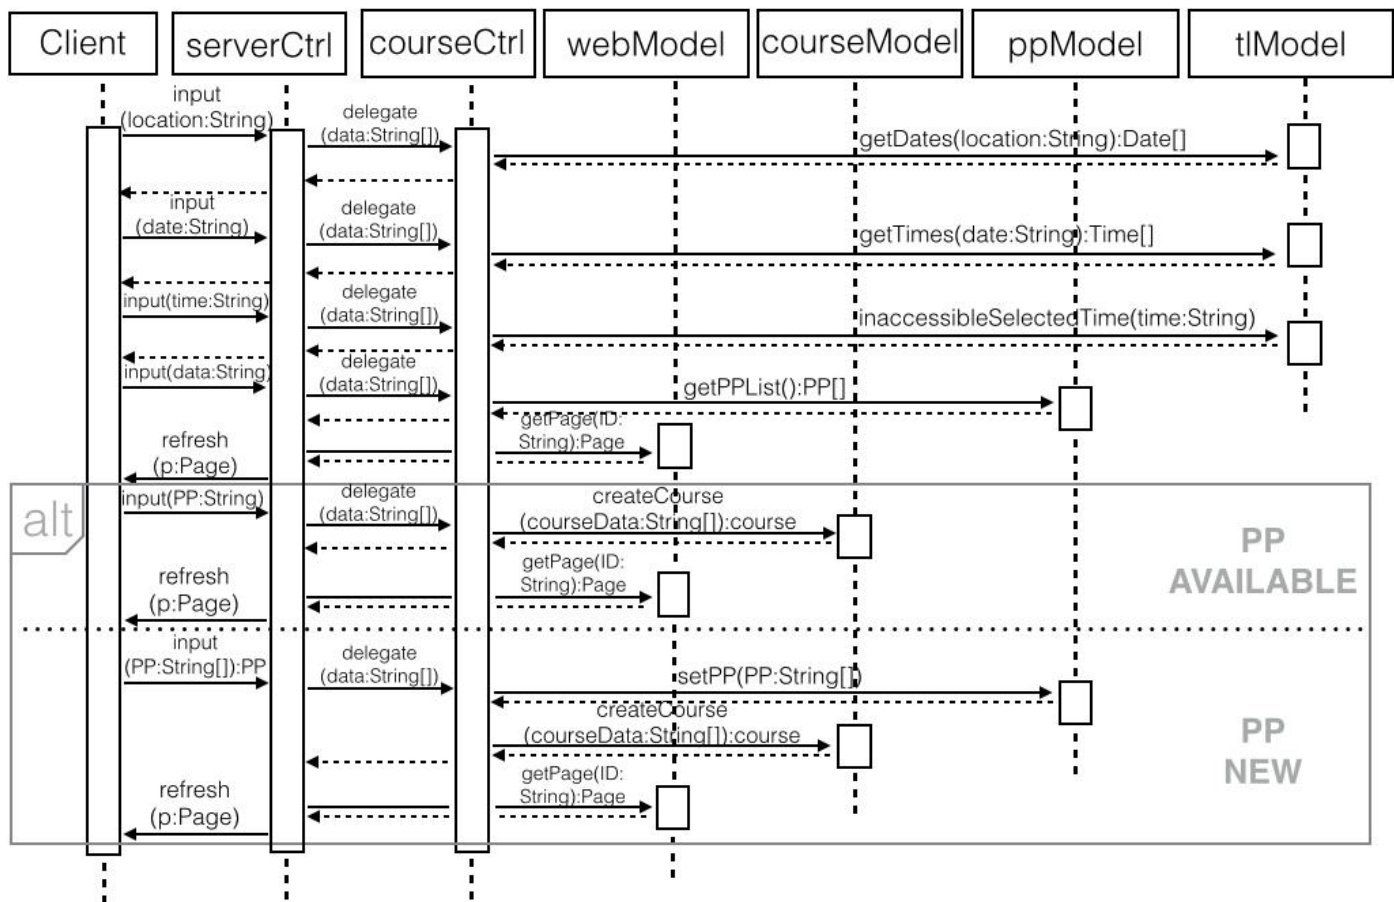 Client
serverCtrl
courseCtrl
webModel
courseModel
ppModel
tlModel
input
(location:String)
delegate
(data:String[])
getDates(location:String):Date[]
input
(date:String)
delegate
(data:String[])
getTimes(date:String):Time[]
input(time:String)
delegate
(data:String[])
inaccessibleSelectedTime(time:String)
input(data:String)
delegate
(data:String[])
getPPList():PP[]
getPage(ID:
String):Page
refresh
(p:Page)
alt
input(PP:String)
delegate
(data:String[])
createCourse
(courseData:String[]):course
PP
AVAILABLE
getPage(ID:
String):Page
refresh
(p:Page)
input
(PP:String[]):PP
delegate
(data:String[])
setPP(PP:String[])
createCourse
(courseData:String[]):course
PP
NEW
getPage(ID:
String):Page
refresh
(p:Page)